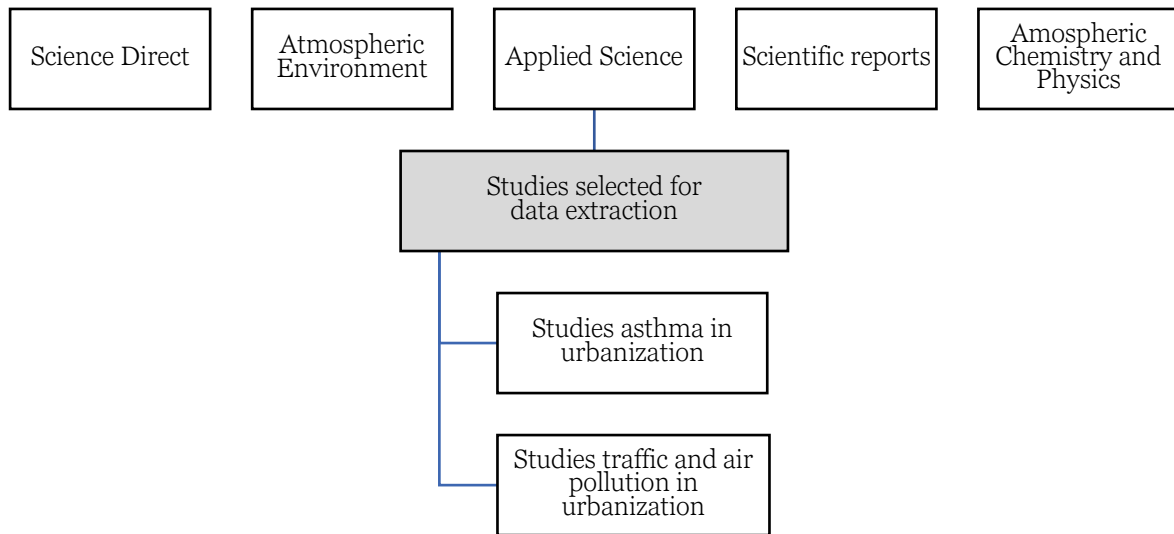 Science Direct
Atmospheric
Environment
Applied Science
Scientific reports
Amospheric
Chemistry and
Physics
Studies selected for
data extraction
Studies asthma in
urbanization
Studies traffic and air
pollution in
urbanization